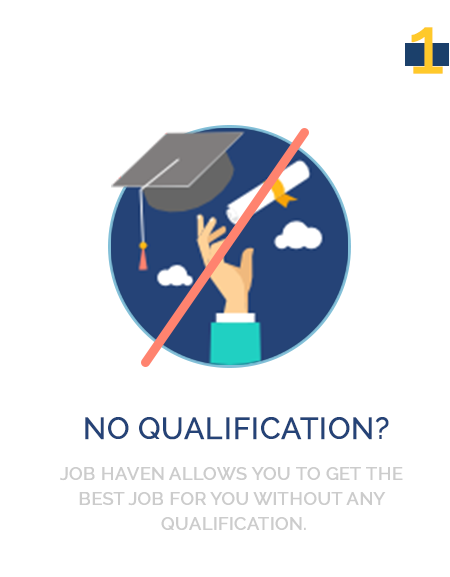 1
NO QUALIFICATION?
JOB HAVEN ALLOWS YOU TO GET THE
BEST JOB FOR YOU WITHOUT ANY
QUALIFICATION.